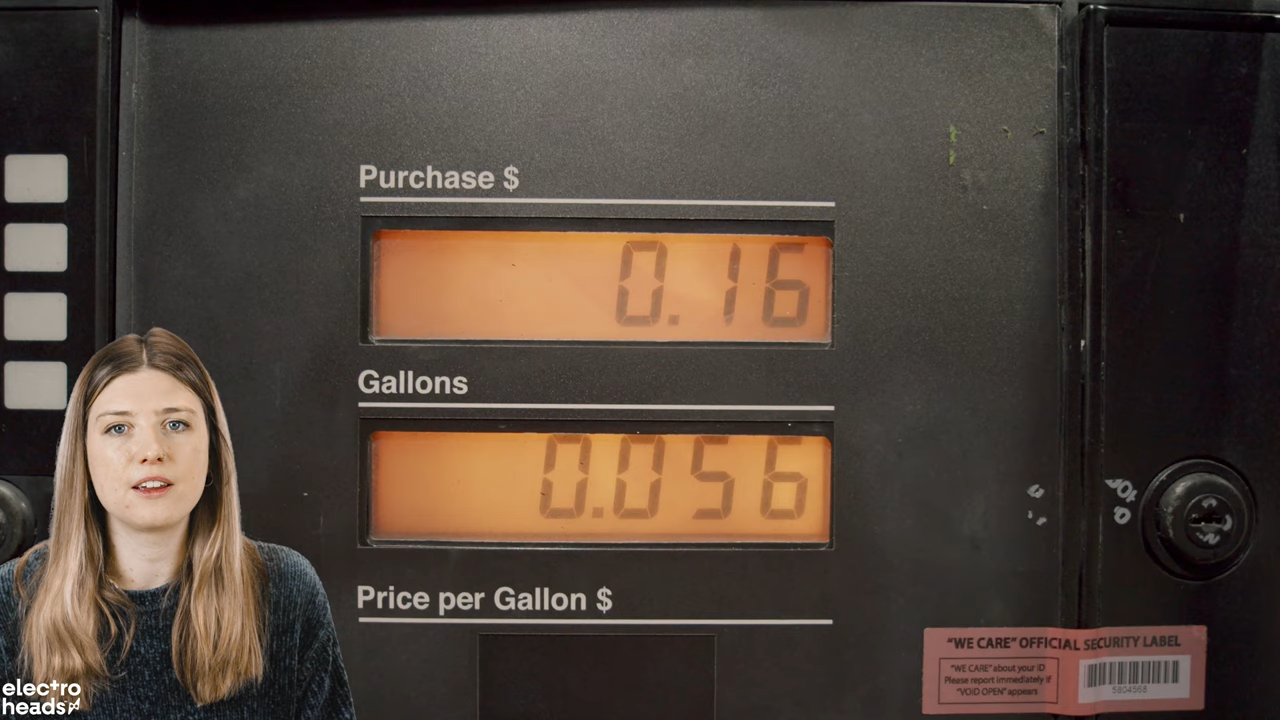 Purchase $
0.16
Gallons
0.056
Price per Gallon $
"WE CARE" OFFICIAL SECURITY LABEL
"WE CARE" about your ID
Please report immediately if
"VOID OPEN" appears
5804568
electro
heads